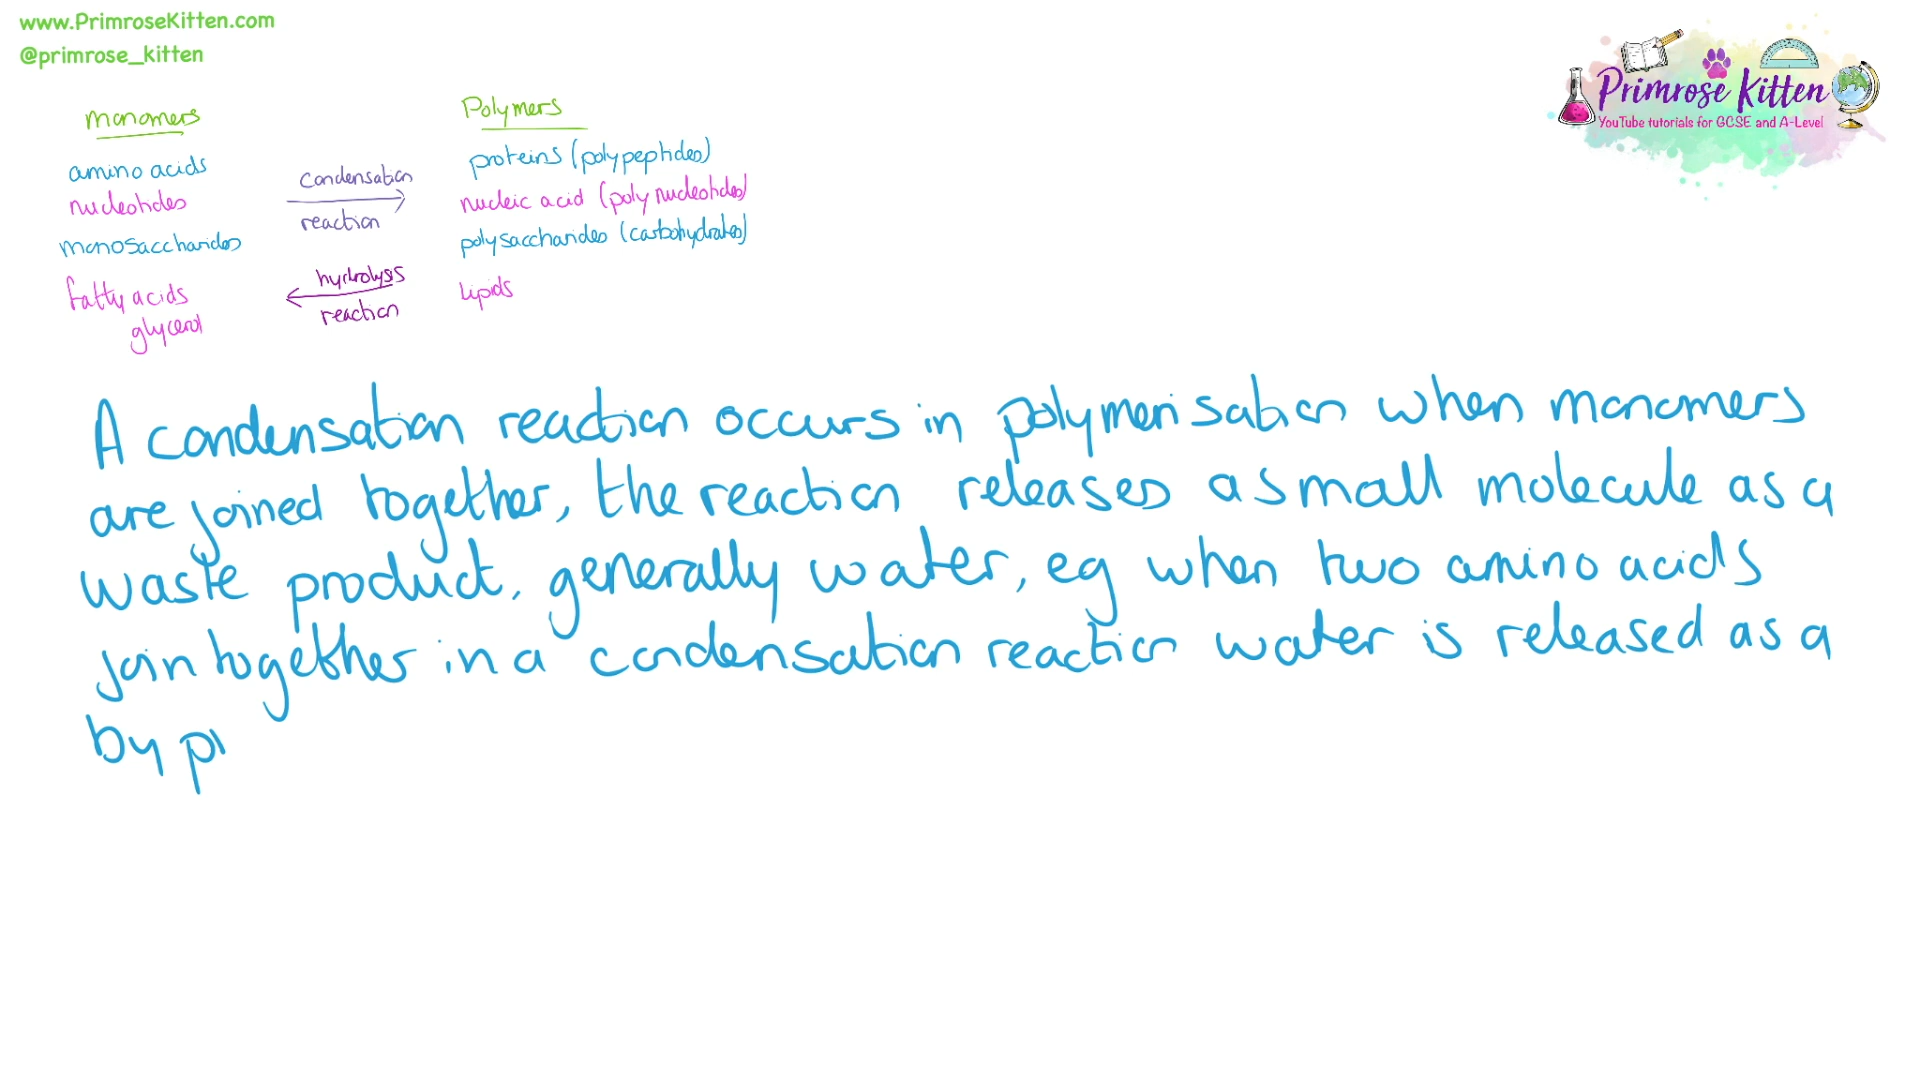 www.PrimroseKitten.com
@primrose_kitten
Primrose Kitten
YouTube tutorials for GCSE and A-Level
monomers
Polymers
amino acids
proteins (polypeptides)
nucleotides
condensation
reaction
nucleic acid (polynucleotides)
monosaccharides
polysaccharides (carbohydrates)
fatty acids
glycerol
hydrolysis
reaction
Lipids
A condensation reaction occurs in polymerisation when monomers
are joined together, the reaction releases a small molecule as a
waste product, generally water, eg when two amino acids
join together in a condensation reaction water is released as a
by pr